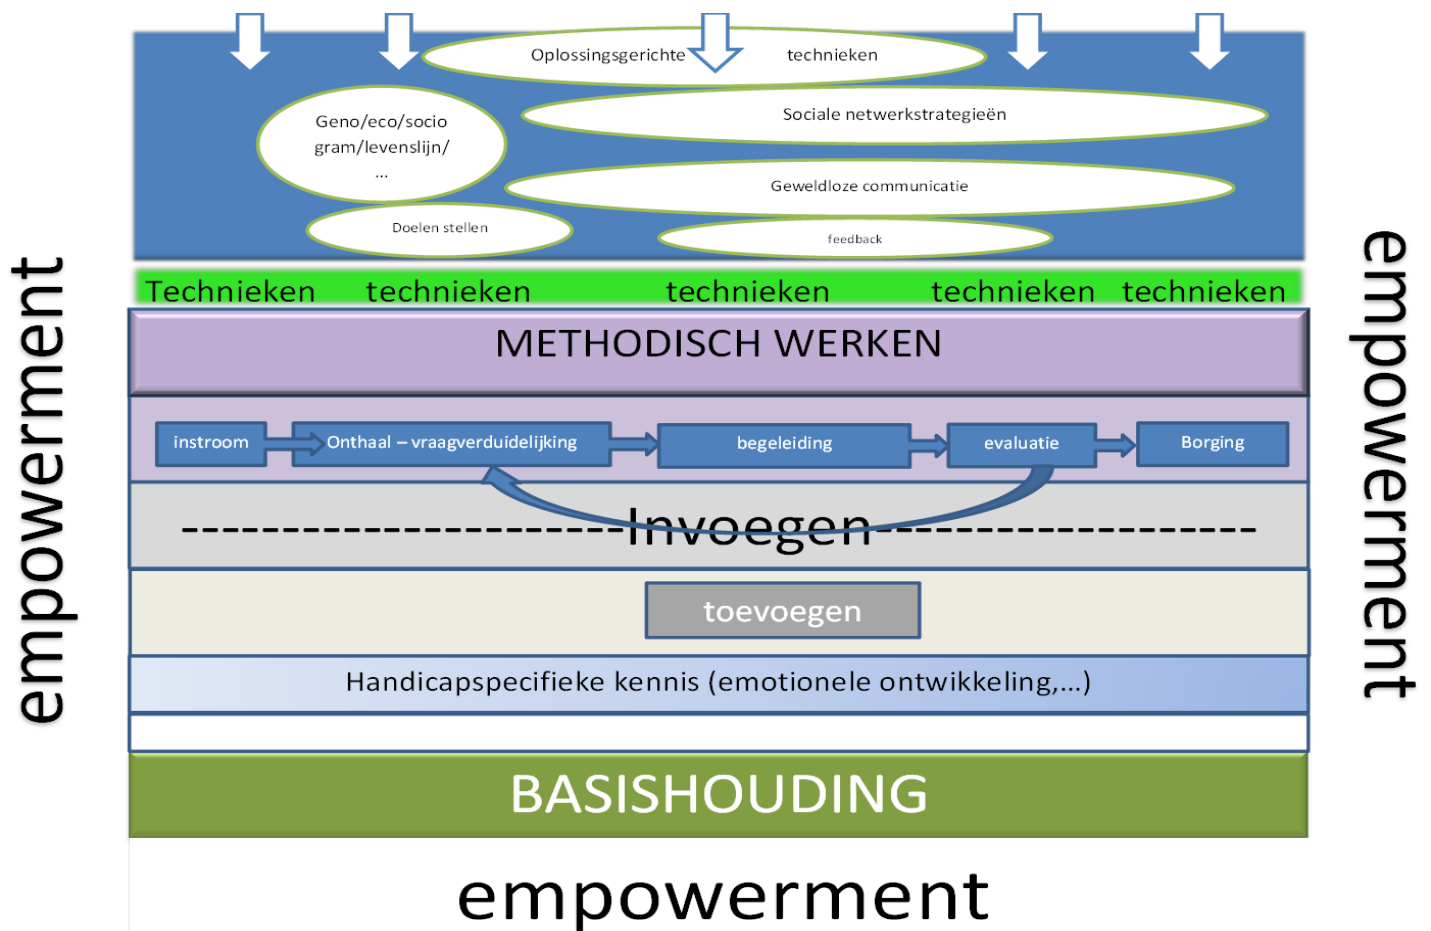 Oplossingsgerichte technieken
Geno/eco/socio
gram/levenslijn/
...
Sociale netwerkstrategieën
Geweldloze communicatie
Doelen stellen
feedback
Technieken technieken technieken technieken technieken
METHODISCH WERKEN
instroom Onthaal – vraagverduidelijking begeleiding evaluatie Borging
-----------------------Invoegen--------------------
toevoegen
Handicapspecifieke kennis (emotionele ontwikkeling,...)
BASISHOUDING
empowerment
empowerment
empowerment